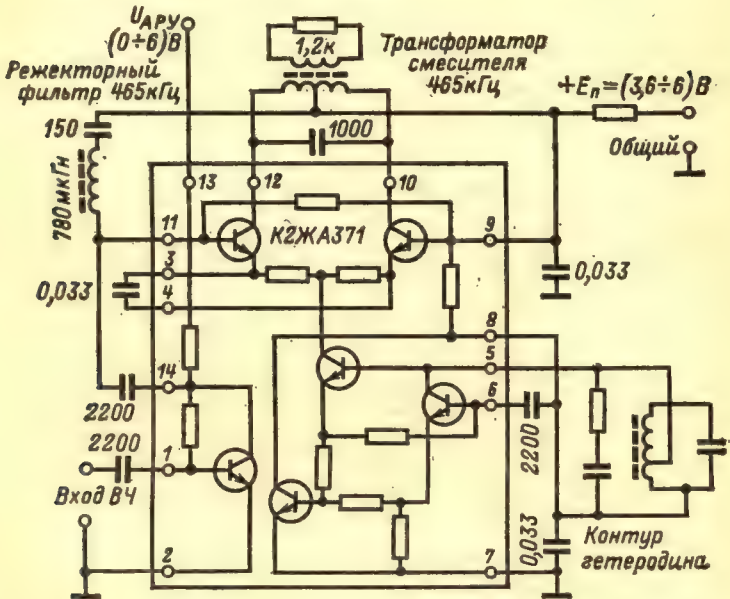 UАРУ
(0÷6)В
1,2к
Трансформатор
смесителя
465кГц
Режекторный
фильтр 465кГц
+Eп=(3,6÷6)В
150
1000
Общий
780мкГн
13
12
10
11
К2ЖА371
9
3
0,033
4
0,033
8
5
14
6
2200
2200
2200
1
Вход ВЧ
0,033
Контур
гетеродина
2
7